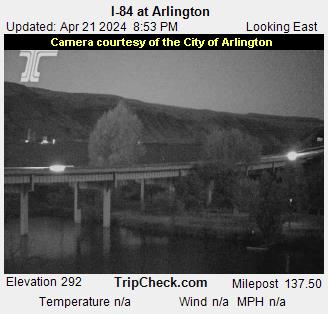 I-84 at Arlington
Updated: Apr 21 2024 8:53 PM Looking East
Camera courtesy of the City of Arlington
Elevation 292 TripCheck.com Milepost 137.50
Temperature n/a Wind n/a MPH n/a